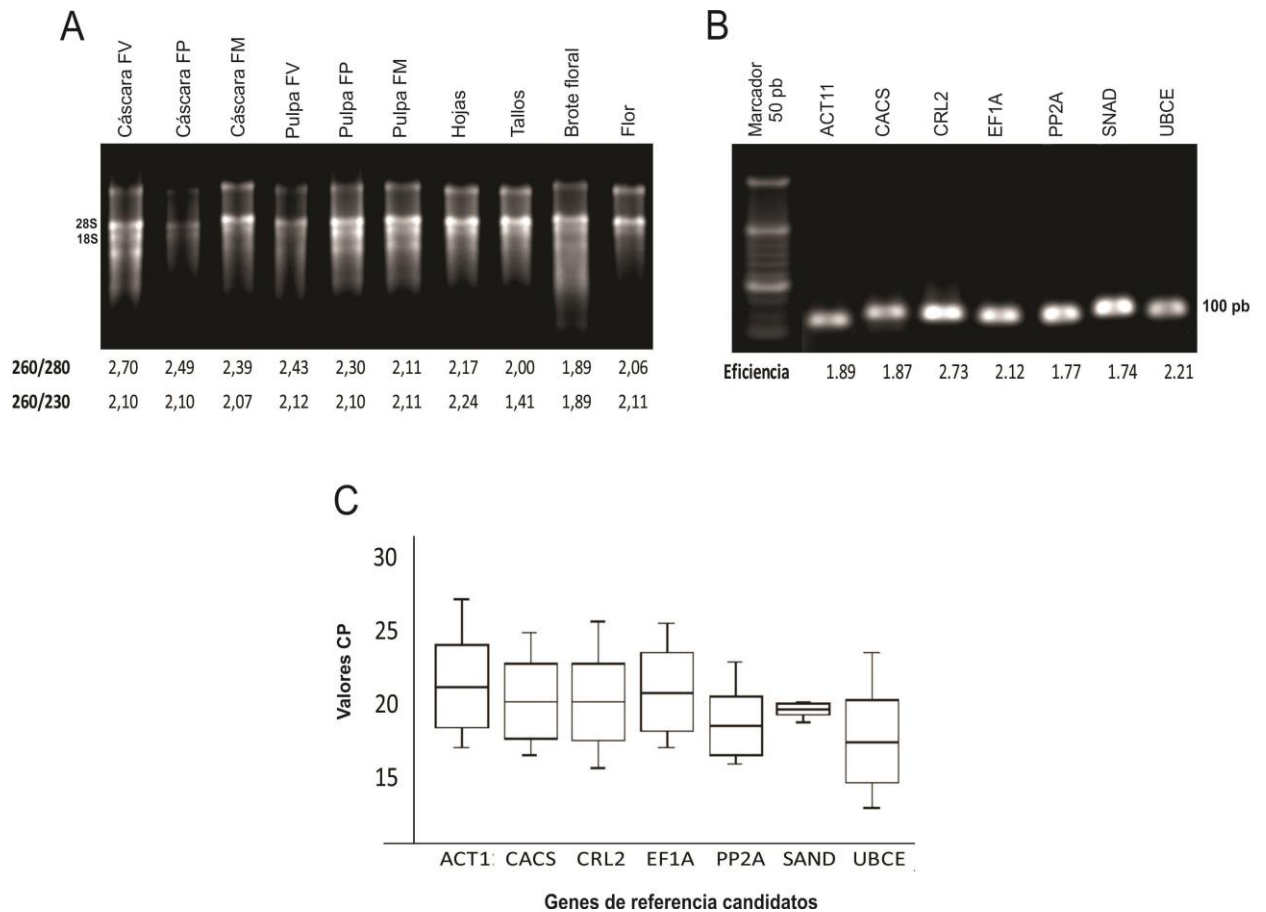 A
Cáscara FV
Cáscara FP
Cáscara FM
Pulpa FV
Pulpa FP
Pulpa FM
Hojas
Tallos
Brote floral
Flor
28S
18S
260/280 2,70 2,49 2,39 2,43 2,30 2,11 2,17 2,00 1,89 2,06
260/230 2,10 2,10 2,07 2,12 2,10 2,11 2,24 1,41 1,89 2,11
B
Marcador
50 pb
ACT11
CACS
CRL2
EF1A
PP2A
SNAD
UBCE
100 pb
Eficiencia 1.89 1.87 2.73 2.12 1.77 1.74 2.21
C
Valores CP
30
25
20
15
ACT1: CACS CRL2 EF1A PP2A SAND UBCE
Genes de referencia candidatos